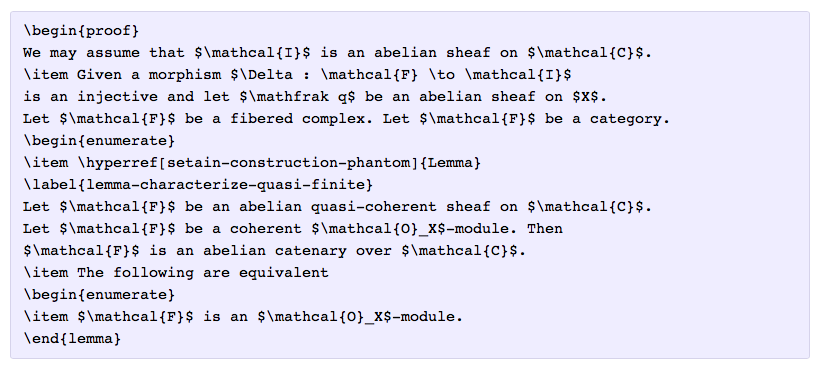 \begin{proof}
We may assume that $\mathcal{I}$ is an abelian sheaf on $\mathcal{C}$.
\item Given a morphism $\Delta : \mathcal{F} \to \mathcal{I}$
is an injective and let $\mathfrak q$ be an abelian sheaf on $X$.
Let $\mathcal{F}$ be a fibered complex. Let $\mathcal{F}$ be a category.
\begin{enumerate}
\item \hyperref[setain-construction-phantom]{Lemma}
\label{lemma-characterize-quasi-finite}
Let $\mathcal{F}$ be an abelian quasi-coherent sheaf on $\mathcal{C}$.
Let $\mathcal{F}$ be a coherent $\mathcal{O}_X$-module. Then
$\mathcal{F}$ is an abelian catenary over $\mathcal{C}$.
\item The following are equivalent
\begin{enumerate}
\item $\mathcal{F}$ is an $\mathcal{O}_X$-module.
\end{lemma}